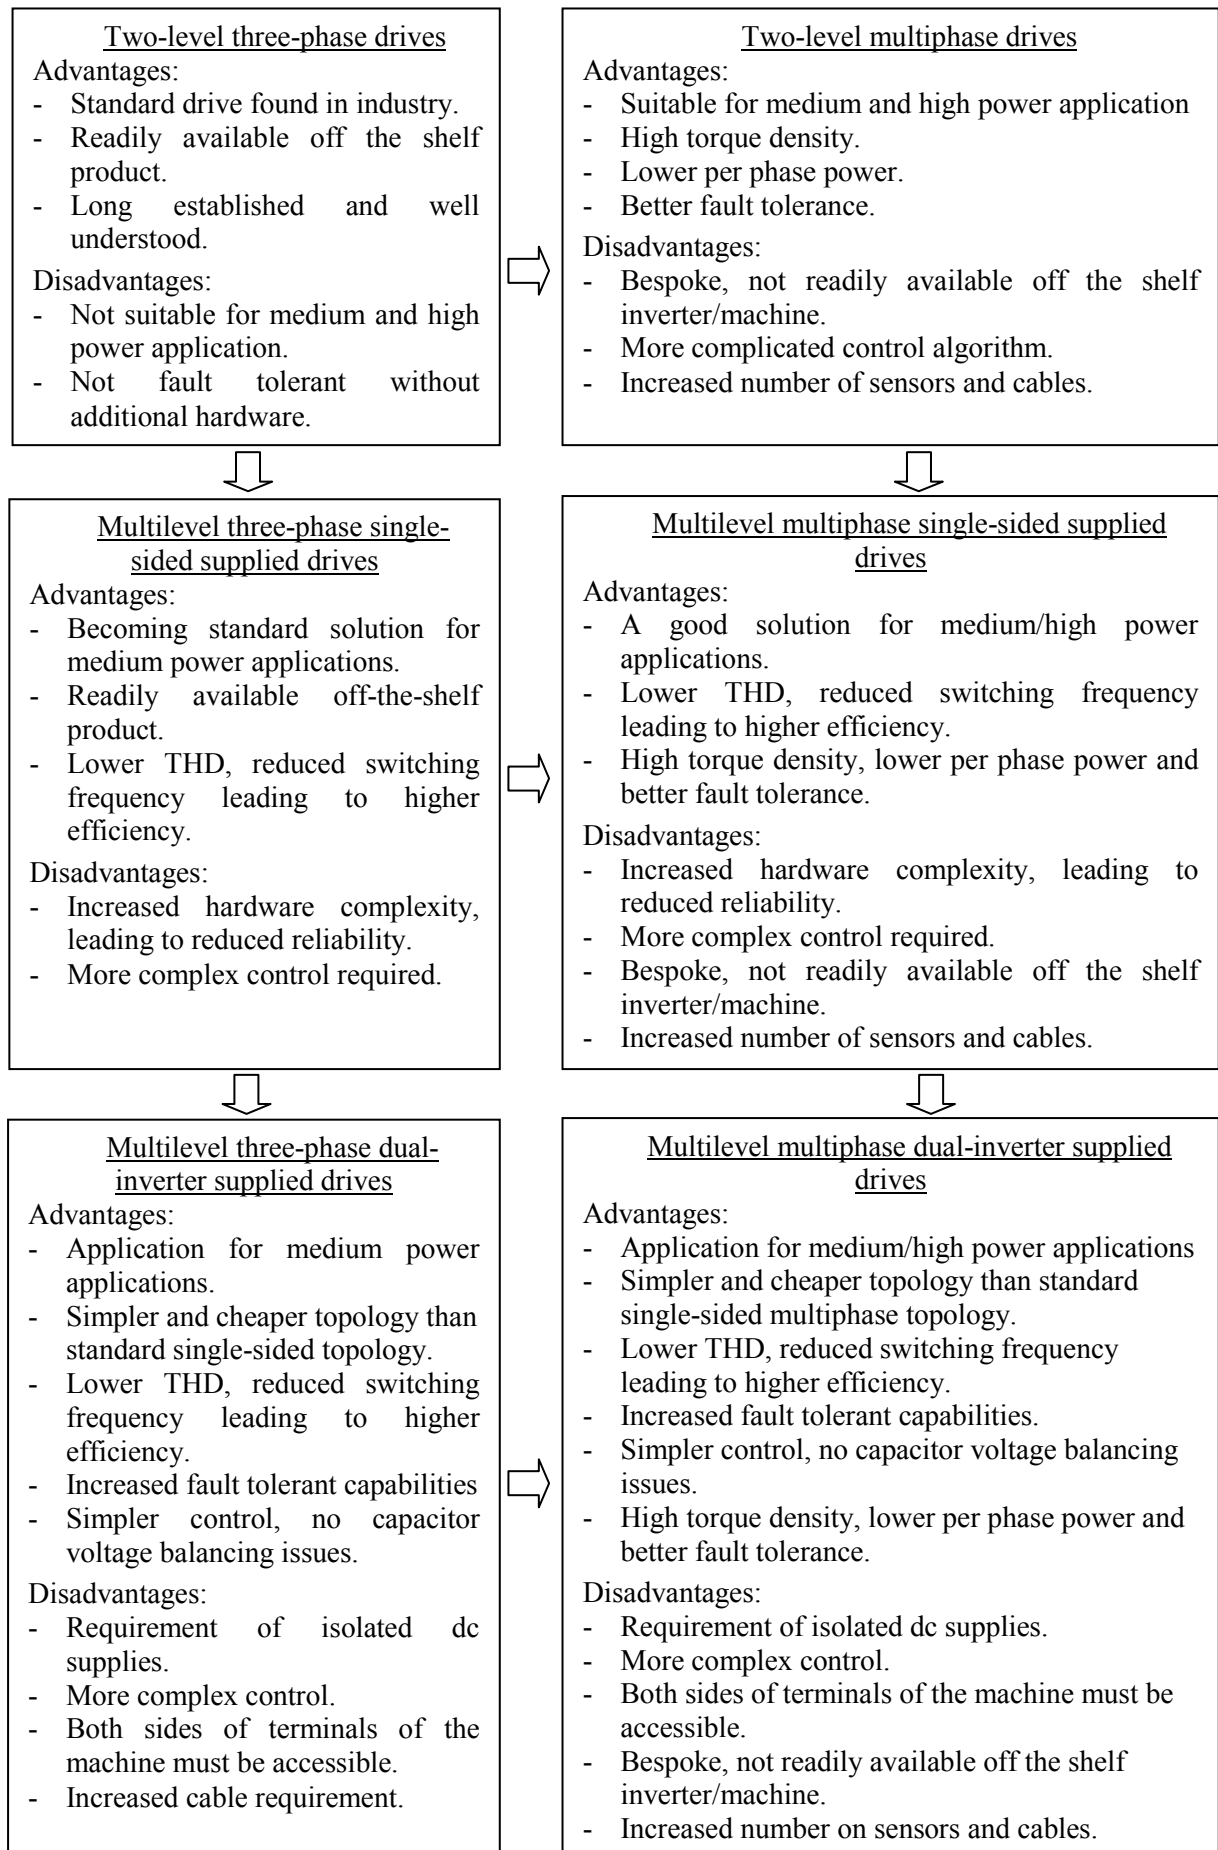 Two-level three-phase drives
Advantages:
- Standard drive found in industry.
- Readily available off the shelf
product.
- Long established and well
understood.
Disadvantages:
- Not suitable for medium and high
power application.
- Not fault tolerant without
additional hardware.
Two-level multiphase drives
Advantages:
- Suitable for medium and high power application
- High torque density.
- Lower per phase power.
- Better fault tolerance.
Disadvantages:
- Bespoke, not readily available off the shelf
inverter/machine.
- More complicated control algorithm.
- Increased number of sensors and cables.
Multilevel three-phase single-
sided supplied drives
Advantages:
- Becoming standard solution for
medium power applications.
- Readily available off-the-shelf
product.
- Lower THD, reduced switching
frequency leading to higher
efficiency.
Disadvantages:
- Increased hardware complexity,
leading to reduced reliability.
- More complex control required.
Multilevel multiphase single-sided supplied
drives
Advantages:
- A good solution for medium/high power
applications.
- Lower THD, reduced switching frequency
leading to higher efficiency.
- High torque density, lower per phase power and
better fault tolerance.
Disadvantages:
- Increased hardware complexity, leading to
reduced reliability.
- More complex control required.
- Bespoke, not readily available off the shelf
inverter/machine.
- Increased number of sensors and cables.
Multilevel three-phase dual-
inverter supplied drives
Advantages:
- Application for medium power
applications.
- Simpler and cheaper topology than
standard single-sided topology.
- Lower THD, reduced switching
frequency leading to higher
efficiency.
- Increased fault tolerant capabilities
- Simpler control, no capacitor
voltage balancing issues.
Disadvantages:
- Requirement of isolated dc
supplies.
- More complex control.
- Both sides of terminals of the
machine must be accessible.
- Increased cable requirement.
Multilevel multiphase dual-inverter supplied
drives
Advantages:
- Application for medium/high power applications
- Simpler and cheaper topology than standard
single-sided multiphase topology.
- Lower THD, reduced switching frequency
leading to higher efficiency.
- Increased fault tolerant capabilities.
- Simpler control, no capacitor voltage balancing
issues.
- High torque density, lower per phase power and
better fault tolerance.
Disadvantages:
- Requirement of isolated dc supplies.
- More complex control.
- Both sides of terminals of the machine must be
accessible.
- Bespoke, not readily available off the shelf
inverter/machine.
- Increased number on sensors and cables.